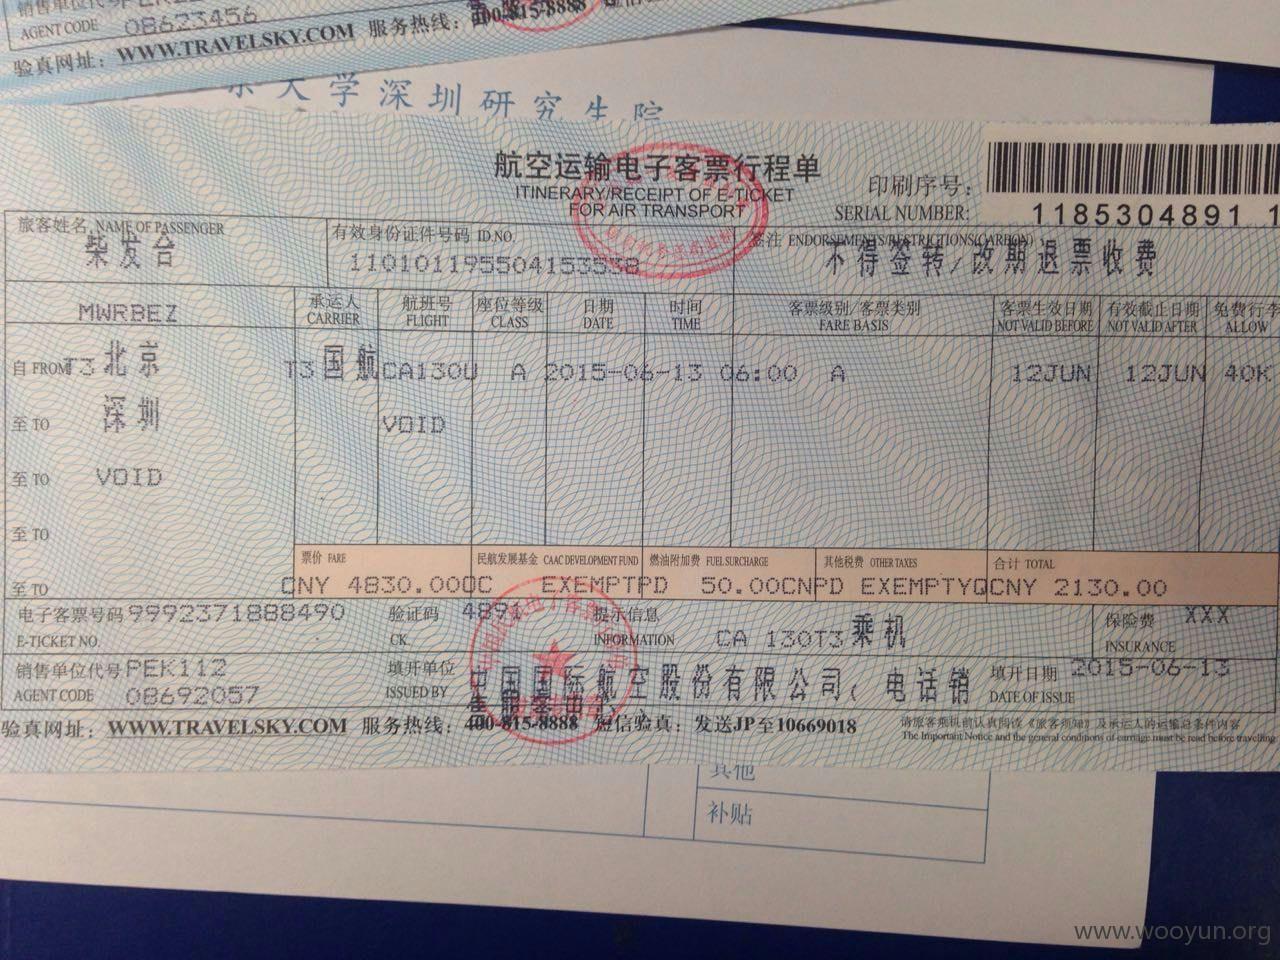 AGENT CODE 08623456
验真网址：WWW.TRAVELSKY.COM 服务热线：400-815-8888
大学深圳研究生院
航空运输电子客票行程单
ITINERARY/RECEIPT OF E-TICKET
FOR AIR TRANSPORT
印刷序号：
SERIAL NUMBER: 1185304891 1
旅客姓名 NAME OF PASSENGER 有效身份证件号码 ID.NO. 签注 ENDORSEMENTS/RESTRICTIONS(CARBON)
柴发合 110101195504153538 不得签转/改期退票收费
MWRBEZ 承运人 航班号 座位等级 日期 时间 客票级别/客票类别 客票生效日期 有效截止日期 免费行李
CARRIER FLIGHT CLASS DATE TIME FARE BASIS NOT VALID BEFORE NOT VALID AFTER ALLOW
自 FROM T3 北京 T3 国航 CA130U A 2015-06-13 06:00 A 12JUN 12JUN 40K
至 TO 深圳 VOID
至 TO VOID
至 TO
票价 FARE 民航发展基金 CAAC DEVELOPMENT FUND 燃油附加费 FUEL SURCHARGE 其他税费 OTHER TAXES 合计 TOTAL
至 TO CNY 4830.00OC EXEMPTPD 50.00CNPD EXEMPTYQCNY 2130.00
电子客票号码 9992371888490 验证码 4891 提示信息 保险费 XXX
E-TICKET NO. CK. INFORMATION CA 130T3乘机 INSURANCE
销售单位代号 PEK112 填开单位 中国国际航空股份有限公司( 电话销 填开日期 2015-06-13
AGENT CODE 08692057 ISSUED BY DATE OF ISSUE
验真网址：WWW.TRAVELSKY.COM 服务热线：400-815-8888 短信验真：发送JP至10669018
请旅客乘机前认真阅读《旅客须知》及承运人的运输总条件内容
The Important Notice and the general conditions of carriage must be read before travelling
其他
补贴
www.wooyun.org